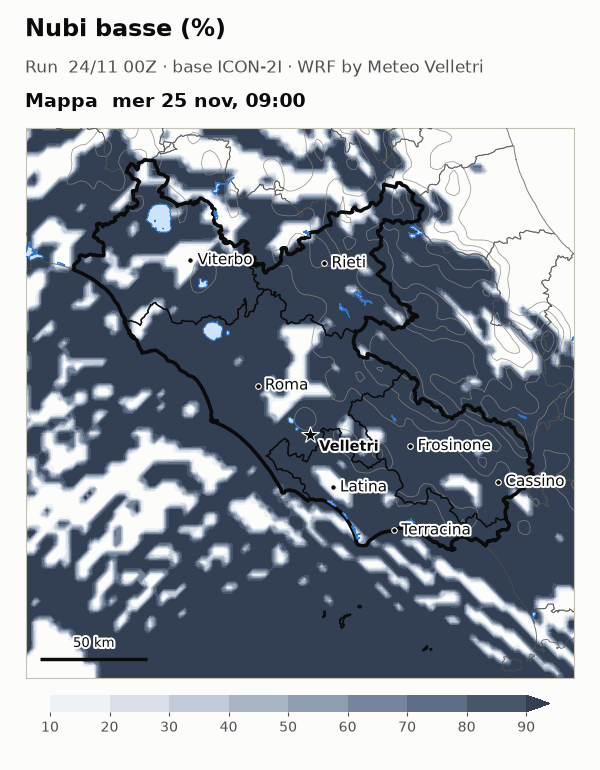 Nubi basse (%)
Run  24/11 00Z · base ICON-2I · WRF by Meteo Velletri
Mappa  mer 25 nov, 09:00
Viterbo
Rieti
Roma
Velletri
Frosinone
Latina
Cassino
Terracina
50 km
10 20 30 40 50 60 70 80 90